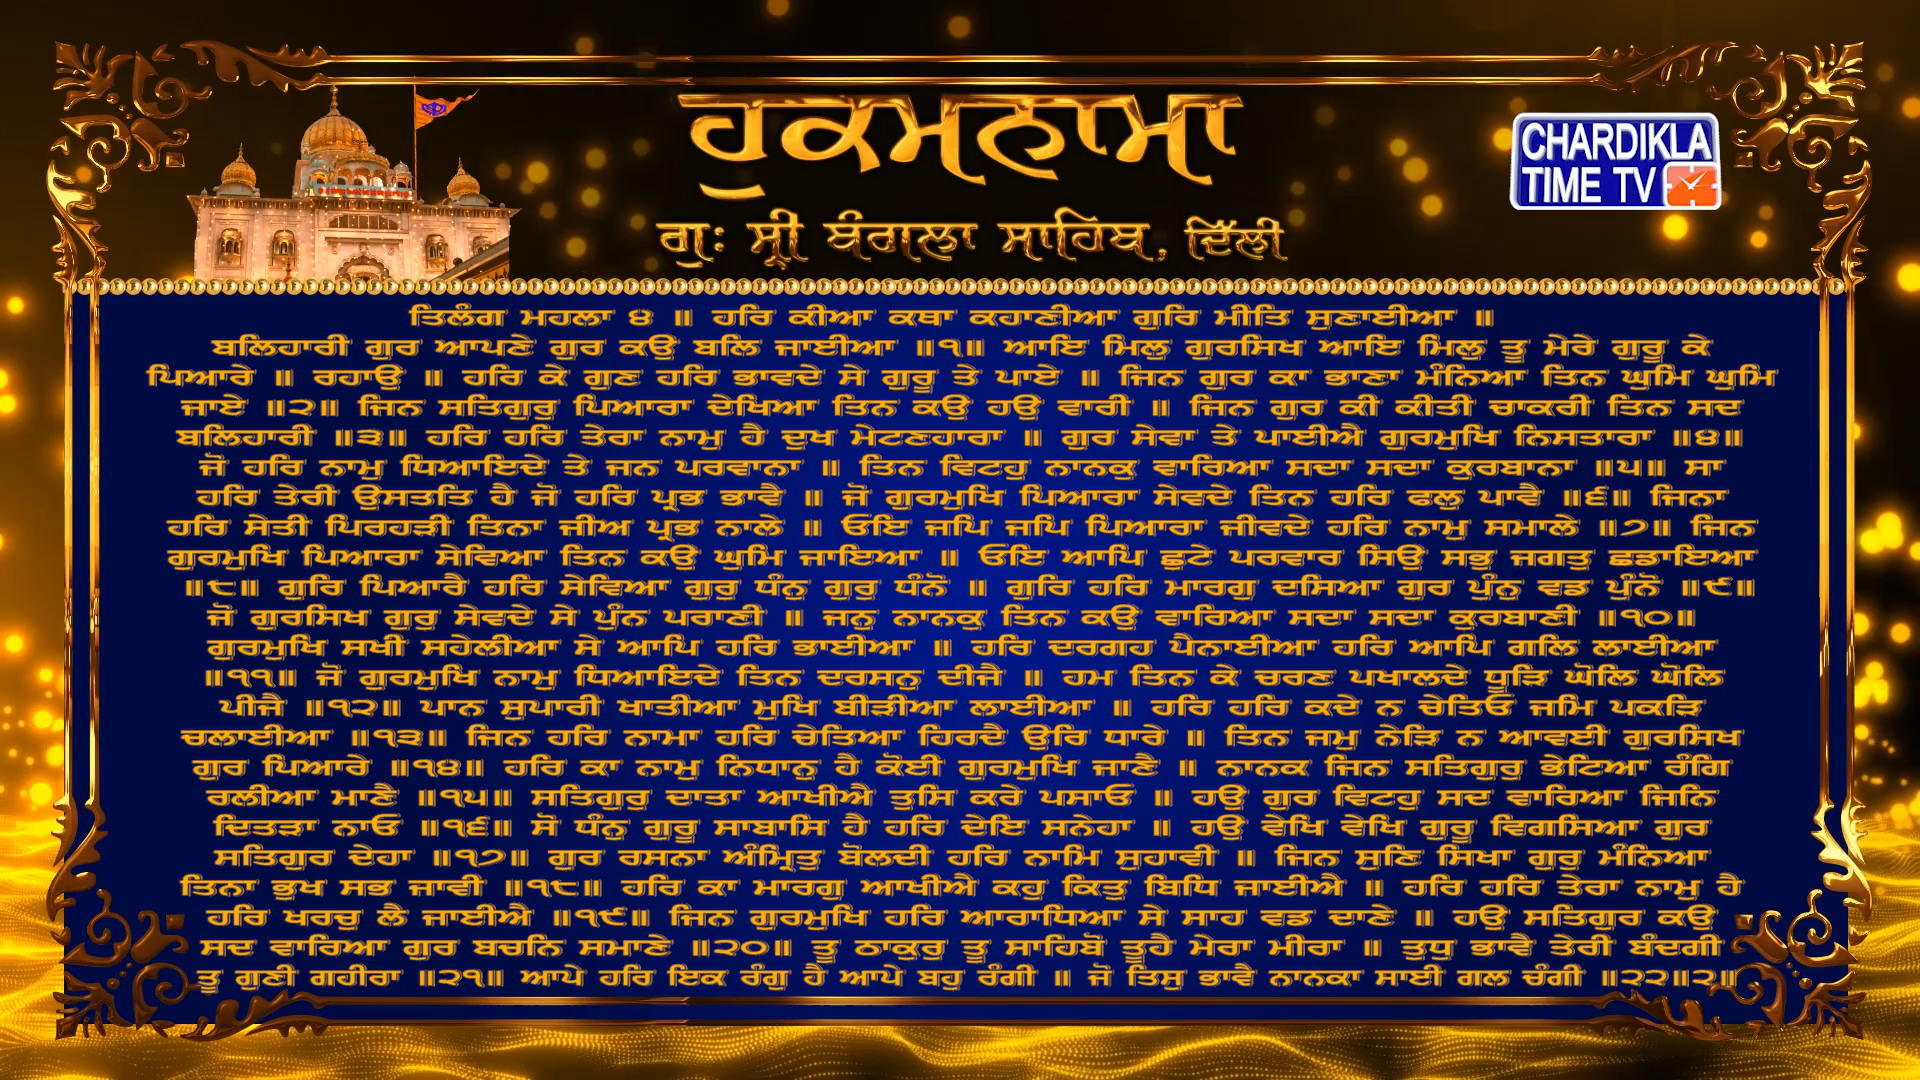 ਹੁਕਮਨਾਮਾ
ਗੁਃ ਸ੍ਰੀ ਬੰਗਲਾ ਸਾਹਿਬ, ਦਿੱਲੀ
CHARDIKLA
TIME TV
ਤਿਲੰਗ ਮਹਲਾ ੪ ॥ ਹਰਿ ਕੀਆ ਕਥਾ ਕਹਾਣੀਆ ਗੁਰਿ ਮੀਤਿ ਸੁਣਾਈਆ ॥
ਬਲਿਹਾਰੀ ਗੁਰ ਆਪਣੇ ਗੁਰ ਕਉ ਬਲਿ ਜਾਈਆ ॥੧॥ ਆਇ ਮਿਲੁ ਗੁਰਸਿਖ ਆਇ ਮਿਲੁ ਤੂ ਮੇਰੇ ਗੁਰੂ ਕੇ
ਪਿਆਰੇ ॥ ਰਹਾਉ ॥ ਹਰਿ ਕੇ ਗੁਣ ਹਰਿ ਭਾਵਦੇ ਸੇ ਗੁਰੂ ਤੇ ਪਾਏ ॥ ਜਿਨ ਗੁਰ ਕਾ ਭਾਣਾ ਮੰਨਿਆ ਤਿਨ ਘੁਮਿ ਘੁਮਿ
ਜਾਏ ॥੨॥ ਜਿਨ ਸਤਿਗੁਰੁ ਪਿਆਰਾ ਦੇਖਿਆ ਤਿਨ ਕਉ ਹਉ ਵਾਰੀ ॥ ਜਿਨ ਗੁਰ ਕੀ ਕੀਤੀ ਚਾਕਰੀ ਤਿਨ ਸਦ
ਬਲਿਹਾਰੀ ॥੩॥ ਹਰਿ ਹਰਿ ਤੇਰਾ ਨਾਮੁ ਹੈ ਦੁਖ ਮੇਟਣਹਾਰਾ ॥ ਗੁਰ ਸੇਵਾ ਤੇ ਪਾਈਐ ਗੁਰਮੁਖਿ ਨਿਸਤਾਰਾ ॥੪॥
ਜੋ ਹਰਿ ਨਾਮੁ ਧਿਆਇਦੇ ਤੇ ਜਨ ਪਰਵਾਨਾ ॥ ਤਿਨ ਵਿਟਹੁ ਨਾਨਕੁ ਵਾਰਿਆ ਸਦਾ ਸਦਾ ਕੁਰਬਾਨਾ ॥੫॥ ਸਾ
ਹਰਿ ਤੇਰੀ ਉਸਤਤਿ ਹੈ ਜੋ ਹਰਿ ਪ੍ਰਭ ਭਾਵੈ ॥ ਜੋ ਗੁਰਮੁਖਿ ਪਿਆਰਾ ਸੇਵਦੇ ਤਿਨ ਹਰਿ ਫਲੁ ਪਾਵੈ ॥੬॥ ਜਿਨਾ
ਹਰਿ ਸੇਤੀ ਪਿਰਹੜੀ ਤਿਨਾ ਜੀਅ ਪ੍ਰਭ ਨਾਲੇ ॥ ਓਇ ਜਪਿ ਜਪਿ ਪਿਆਰਾ ਜੀਵਦੇ ਹਰਿ ਨਾਮੁ ਸਮਾਲੇ ॥੭॥ ਜਿਨ
ਗੁਰਮੁਖਿ ਪਿਆਰਾ ਸੇਵਿਆ ਤਿਨ ਕਉ ਘੁਮਿ ਜਾਇਆ ॥ ਓਇ ਆਪਿ ਛੁਟੇ ਪਰਵਾਰ ਸਿਉ ਸਭੁ ਜਗਤੁ ਛਡਾਇਆ
॥੮॥ ਗੁਰਿ ਪਿਆਰੈ ਹਰਿ ਸੇਵਿਆ ਗੁਰੁ ਧੰਨੁ ਗੁਰੁ ਧੰਨੋ ॥ ਗੁਰਿ ਹਰਿ ਮਾਰਗੁ ਦਸਿਆ ਗੁਰ ਪੁੰਨੁ ਵਡ ਪੁੰਨੋ ॥੯॥
ਜੋ ਗੁਰਸਿਖ ਗੁਰੁ ਸੇਵਦੇ ਸੇ ਪੁੰਨ ਪਰਾਣੀ ॥ ਜਨੁ ਨਾਨਕੁ ਤਿਨ ਕਉ ਵਾਰਿਆ ਸਦਾ ਸਦਾ ਕੁਰਬਾਣੀ ॥੧੦॥
ਗੁਰਮੁਖਿ ਸਖੀ ਸਹੇਲੀਆ ਸੇ ਆਪਿ ਹਰਿ ਭਾਈਆ ॥ ਹਰਿ ਦਰਗਹ ਪੈਨਾਈਆ ਹਰਿ ਆਪਿ ਗਲਿ ਲਾਈਆ
॥੧੧॥ ਜੋ ਗੁਰਮੁਖਿ ਨਾਮੁ ਧਿਆਇਦੇ ਤਿਨ ਦਰਸਨੁ ਦੀਜੈ ॥ ਹਮ ਤਿਨ ਕੇ ਚਰਣ ਪਖਾਲਦੇ ਧੂੜਿ ਘੋਲਿ ਘੋਲਿ
ਪੀਜੈ ॥੧੨॥ ਪਾਨ ਸੁਪਾਰੀ ਖਾਤੀਆ ਮੁਖਿ ਬੀੜੀਆ ਲਾਈਆ ॥ ਹਰਿ ਹਰਿ ਕਦੇ ਨ ਚੇਤਿਓ ਜਮਿ ਪਕੜਿ
ਚਲਾਈਆ ॥੧੩॥ ਜਿਨ ਹਰਿ ਨਾਮਾ ਹਰਿ ਚੇਤਿਆ ਹਿਰਦੈ ਉਰਿ ਧਾਰੇ ॥ ਤਿਨ ਜਮੁ ਨੇੜਿ ਨ ਆਵਈ ਗੁਰਸਿਖ
ਗੁਰ ਪਿਆਰੇ ॥੧੪॥ ਹਰਿ ਕਾ ਨਾਮੁ ਨਿਧਾਨੁ ਹੈ ਕੋਈ ਗੁਰਮੁਖਿ ਜਾਣੈ ॥ ਨਾਨਕ ਜਿਨ ਸਤਿਗੁਰੁ ਭੇਟਿਆ ਰੰਗਿ
ਰਲੀਆ ਮਾਣੈ ॥੧੫॥ ਸਤਿਗੁਰੁ ਦਾਤਾ ਆਖੀਐ ਤੁਸਿ ਕਰੇ ਪਸਾਓ ॥ ਹਉ ਗੁਰ ਵਿਟਹੁ ਸਦ ਵਾਰਿਆ ਜਿਨਿ
ਦਿਤੜਾ ਨਾਓ ॥੧੬॥ ਸੋ ਧੰਨੁ ਗੁਰੂ ਸਾਬਾਸਿ ਹੈ ਹਰਿ ਦੇਇ ਸਨੇਹਾ ॥ ਹਉ ਵੇਖਿ ਵੇਖਿ ਗੁਰੂ ਵਿਗਸਿਆ ਗੁਰ
ਸਤਿਗੁਰ ਦੇਹਾ ॥੧੭॥ ਗੁਰ ਰਸਨਾ ਅੰਮ੍ਰਿਤੁ ਬੋਲਦੀ ਹਰਿ ਨਾਮਿ ਸੁਹਾਵੀ ॥ ਜਿਨ ਸੁਣਿ ਸਿਖਾ ਗੁਰੁ ਮੰਨਿਆ
ਤਿਨਾ ਭੁਖ ਸਭ ਜਾਵੀ ॥੧੮॥ ਹਰਿ ਕਾ ਮਾਰਗੁ ਆਖੀਐ ਕਹੁ ਕਿਤੁ ਬਿਧਿ ਜਾਈਐ ॥ ਹਰਿ ਹਰਿ ਤੇਰਾ ਨਾਮੁ ਹੈ
ਹਰਿ ਖਰਚੁ ਲੈ ਜਾਈਐ ॥੧੯॥ ਜਿਨ ਗੁਰਮੁਖਿ ਹਰਿ ਆਰਾਧਿਆ ਸੇ ਸਾਹ ਵਡ ਦਾਣੇ ॥ ਹਉ ਸਤਿਗੁਰ ਕਉ
ਸਦ ਵਾਰਿਆ ਗੁਰ ਬਚਨਿ ਸਮਾਣੇ ॥੨੦॥ ਤੂ ਠਾਕੁਰੁ ਤੂ ਸਾਹਿਬੋ ਤੂਹੈ ਮੇਰਾ ਮੀਰਾ ॥ ਤੁਧੁ ਭਾਵੈ ਤੇਰੀ ਬੰਦਗੀ
ਤੂ ਗੁਣੀ ਗਹੀਰਾ ॥੨੧॥ ਆਪੇ ਹਰਿ ਇਕ ਰੰਗੁ ਹੈ ਆਪੇ ਬਹੁ ਰੰਗੀ ॥ ਜੋ ਤਿਸੁ ਭਾਵੈ ਨਾਨਕਾ ਸਾਈ ਗਲ ਚੰਗੀ ॥੨੨॥੨॥